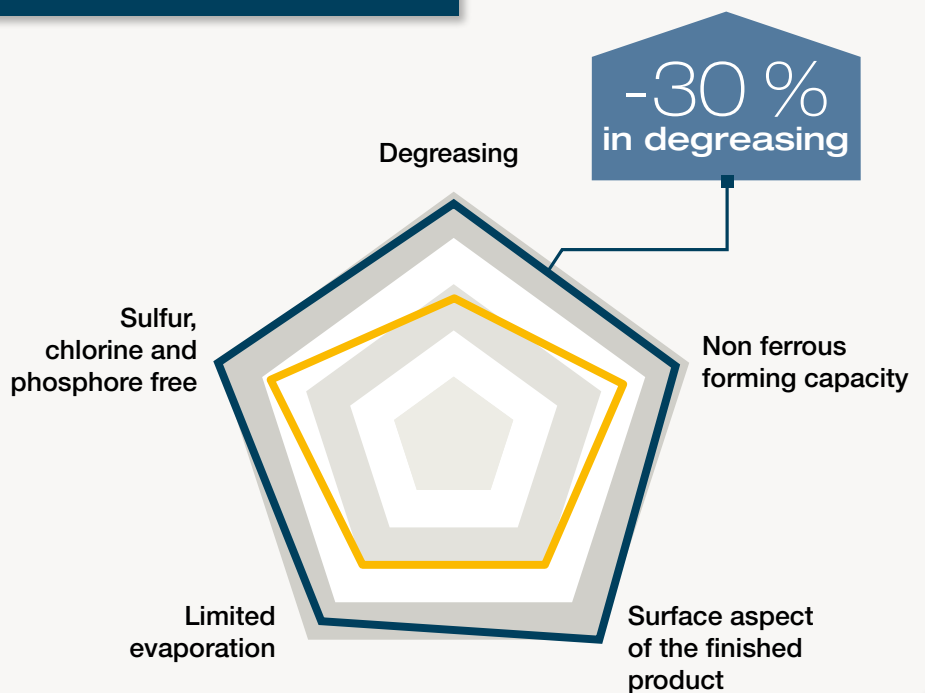 -30 %
in degreasing
Degreasing
Sulfur,
chlorine and
phosphore free
Non ferrous
forming capacity
Limited
evaporation
Surface aspect
of the finished
product